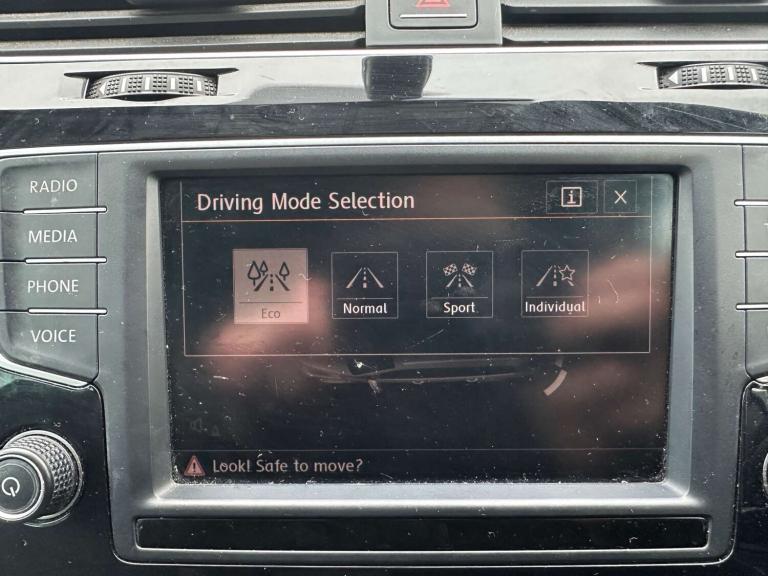 RADIO
MEDIA
PHONE
VOICE
Driving Mode Selection
i
X
Eco
Normal
Sport
Individual
Look! Safe to move?